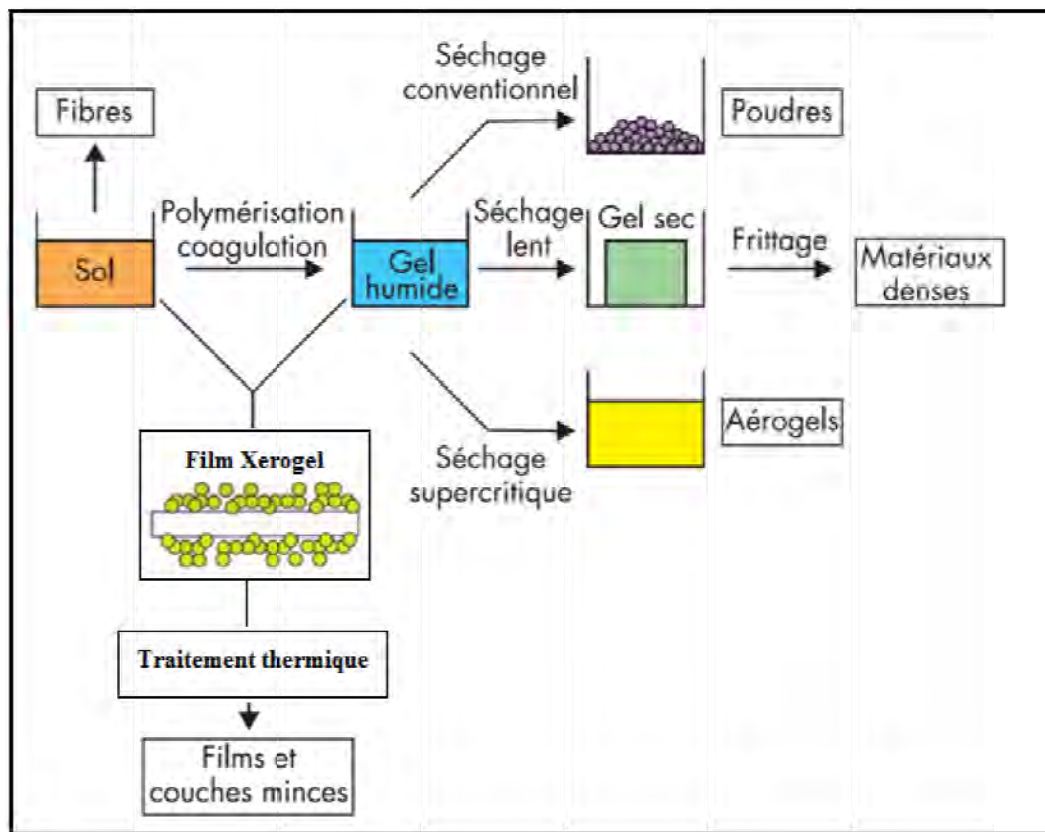 Séchage
conventionnel
Fibres
Poudres
Polymérisation
coagulation
Sol
Gel
humide
Séchage
lent
Gel sec
Frittage
Matériaux
denses
Aérogels
Séchage
supercritique
Film Xerogel
Traitement thermique
Films et
couches minces